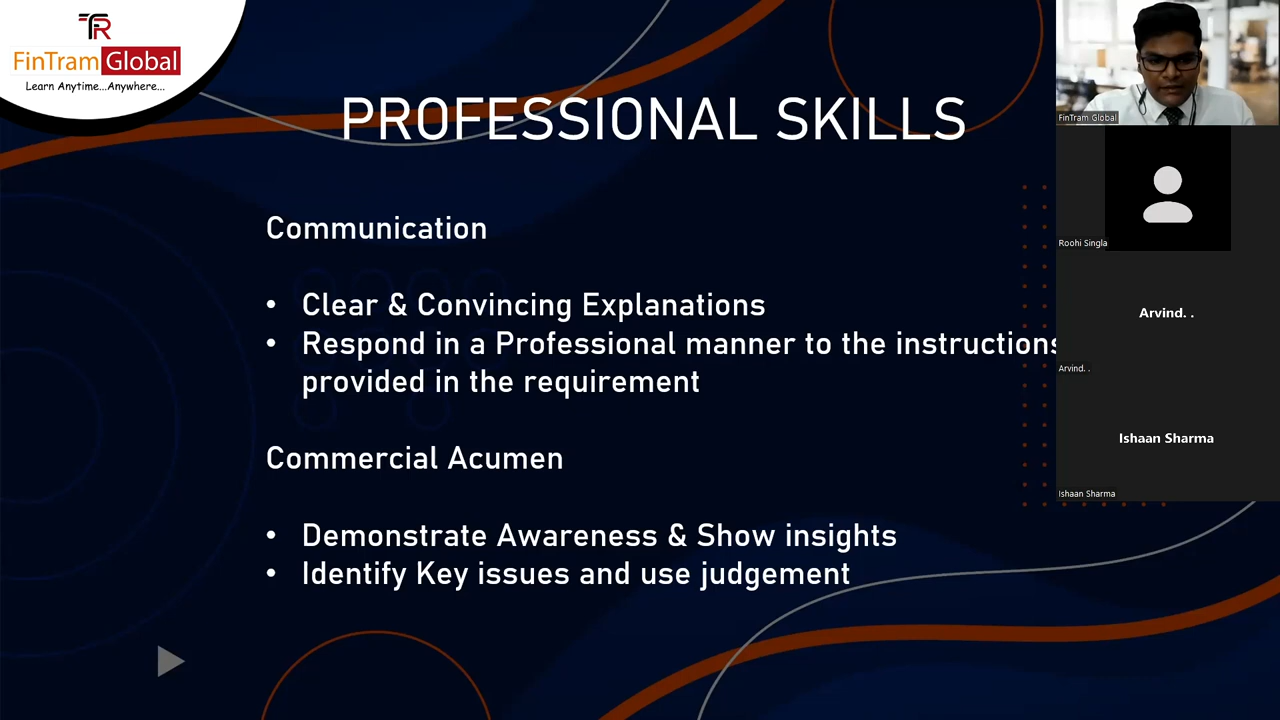 TR
FinTram Global
Learn Anytime...Anywhere...
PROFESSIONAL SKILLS
Communication
• Clear & Convincing Explanations
• Respond in a Professional manner to the instructions
provided in the requirement
Commercial Acumen
• Demonstrate Awareness & Show insights
• Identify Key issues and use judgement
FinTram Global
Roohi Singla
Arvind. .
Arvind. .
Ishaan Sharma
Ishaan Sharma